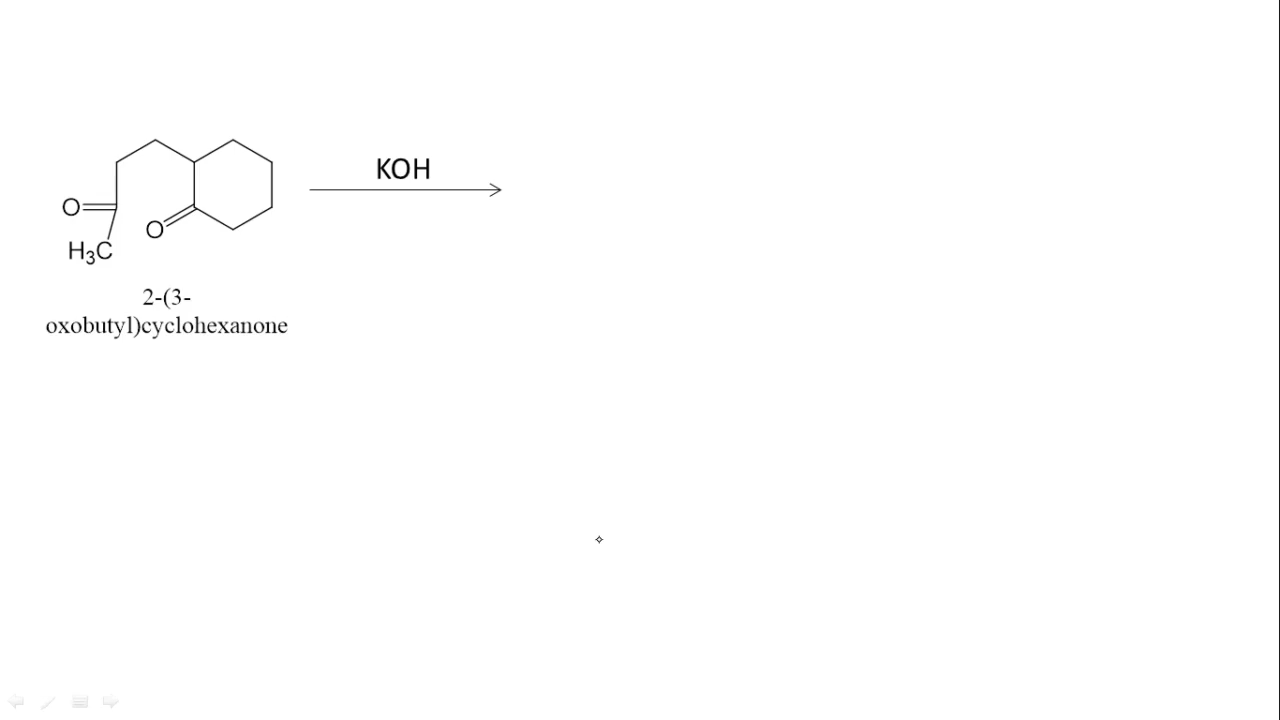 KOH
O
O
H₃C
2-(3-
oxobutyl)cyclohexanone